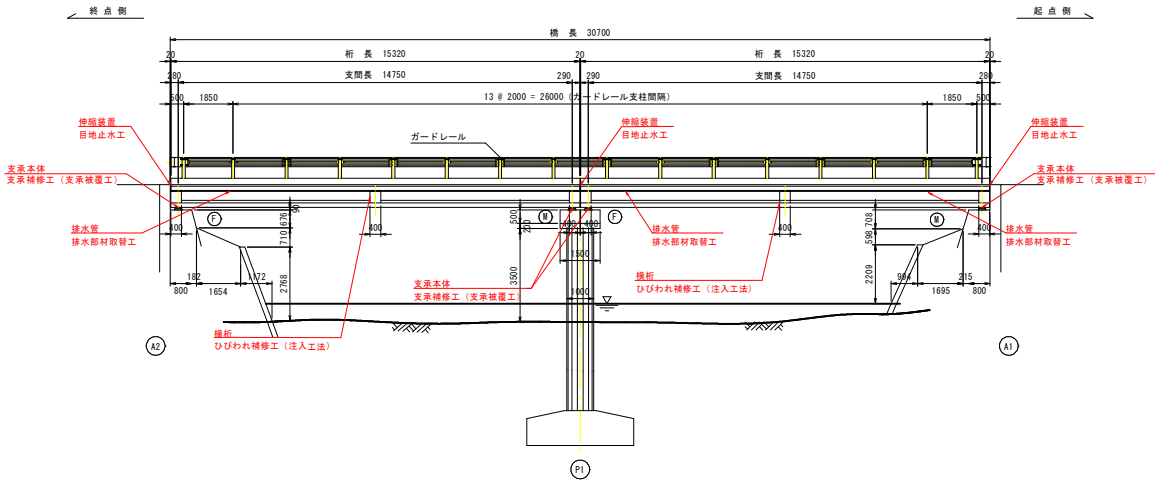 終点側
起点側
橋 長 30700
20
桁 長 15320
20
桁 長 15320
20
280
支間長 14750
290
290
支間長 14750
280
500
1850
13 @ 2000 = 26000 (ガードレール支柱間隔)
1850
500
伸縮装置
目地止水工
ガードレール
伸縮装置
目地止水工
伸縮装置
目地止水工
支承本体
支承補修工(支承被覆工)
支承本体
支承補修工(支承被覆工)
F
90
676
710
2768
M
F
500
20
400
400
3500
1500
1000
M
708
598
2209
400
排水管
排水部材取替工
400
排水管
排水部材取替工
400
排水管
排水部材取替工
400
182
1172
800
1654
支承本体
支承補修工(支承被覆工)
横桁
ひびわれ補修工(注入工法)
994
215
1695
800
横桁
ひびわれ補修工(注入工法)
A2
A1
P1